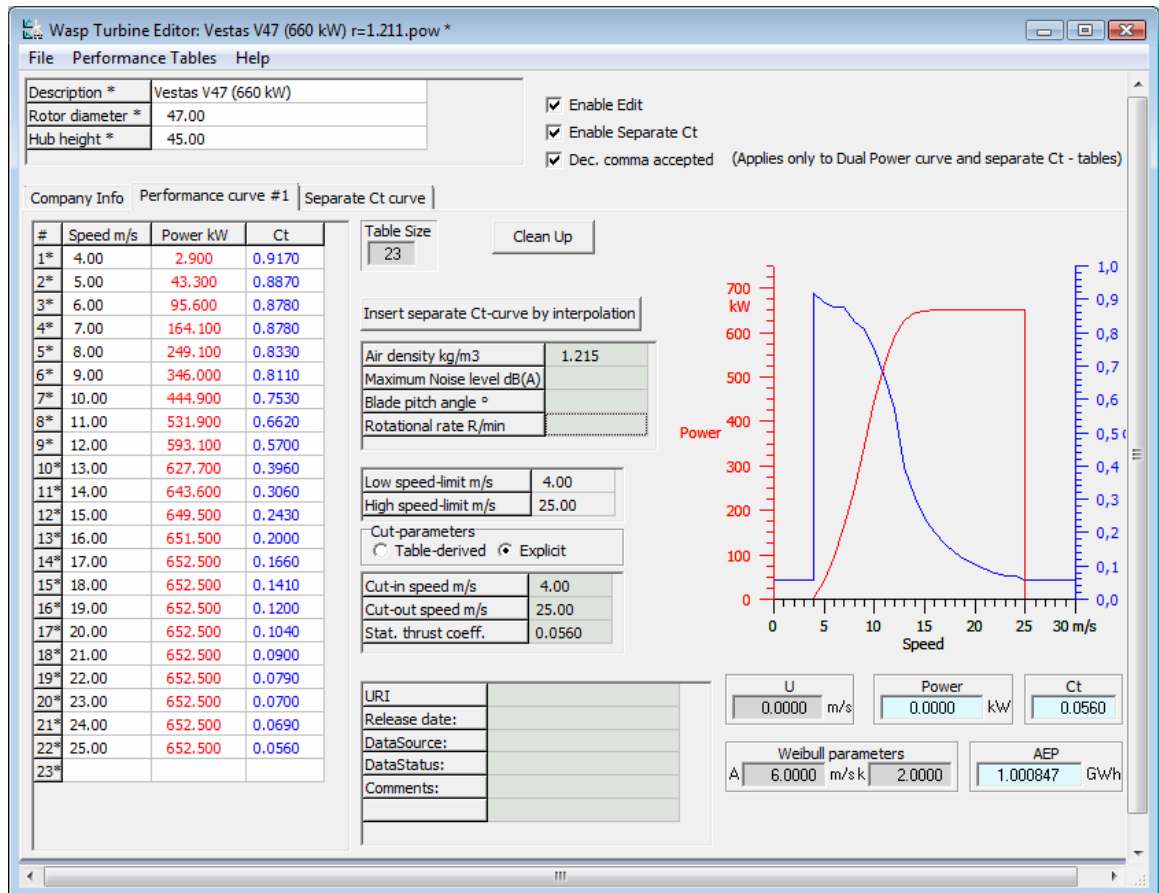 Wasp Turbine Editor: Vestas V47 (660 kW) r=1.211.pow *
File Performance Tables Help
Description * Vestas V47 (660 kW)
Rotor diameter * 47.00
Hub height * 45.00
Enable Edit
Enable Separate Ct
Dec. comma accepted (Applies only to Dual Power curve and separate Ct - tables)
Company Info Performance curve #1 Separate Ct curve
# Speed m/s Power kW Ct
1* 4.00 2.900 0.9170
2* 5.00 43.300 0.8870
3* 6.00 95.600 0.8780
4* 7.00 164.100 0.8780
5* 8.00 249.100 0.8330
6* 9.00 346.000 0.8110
7* 10.00 444.900 0.7530
8* 11.00 531.900 0.6620
9* 12.00 593.100 0.5700
10* 13.00 627.700 0.3960
11* 14.00 643.600 0.3060
12* 15.00 649.500 0.2430
13* 16.00 651.500 0.2000
14* 17.00 652.500 0.1660
15* 18.00 652.500 0.1410
16* 19.00 652.500 0.1200
17* 20.00 652.500 0.1040
18* 21.00 652.500 0.0900
19* 22.00 652.500 0.0790
20* 23.00 652.500 0.0700
21* 24.00 652.500 0.0690
22* 25.00 652.500 0.0560
23*
Table Size
23
Clean Up
Insert separate Ct-curve by interpolation
Air density kg/m3 1.215
Maximum Noise level dB(A)
Blade pitch angle º
Rotational rate R/min
Low speed-limit m/s 4.00
High speed-limit m/s 25.00
Cut-parameters
Table-derived Explicit
Cut-in speed m/s 4.00
Cut-out speed m/s 25.00
Stat. thrust coeff. 0.0560
URI
Release date:
DataSource:
DataStatus:
Comments:
700
kW
600
500
400
Power
300
200
100
0
1,0
0,9
0,8
0,7
0,6
0,5
0,4
0,3
0,2
0,1
0,0
0 5 10 15 20 25 30 m/s
Speed
U
0.0000 m/s
Power
0.0000 kW
Ct
0.0560
Weibull parameters
A 6.0000 m/s k 2.0000
AEP
1.000847 GWh